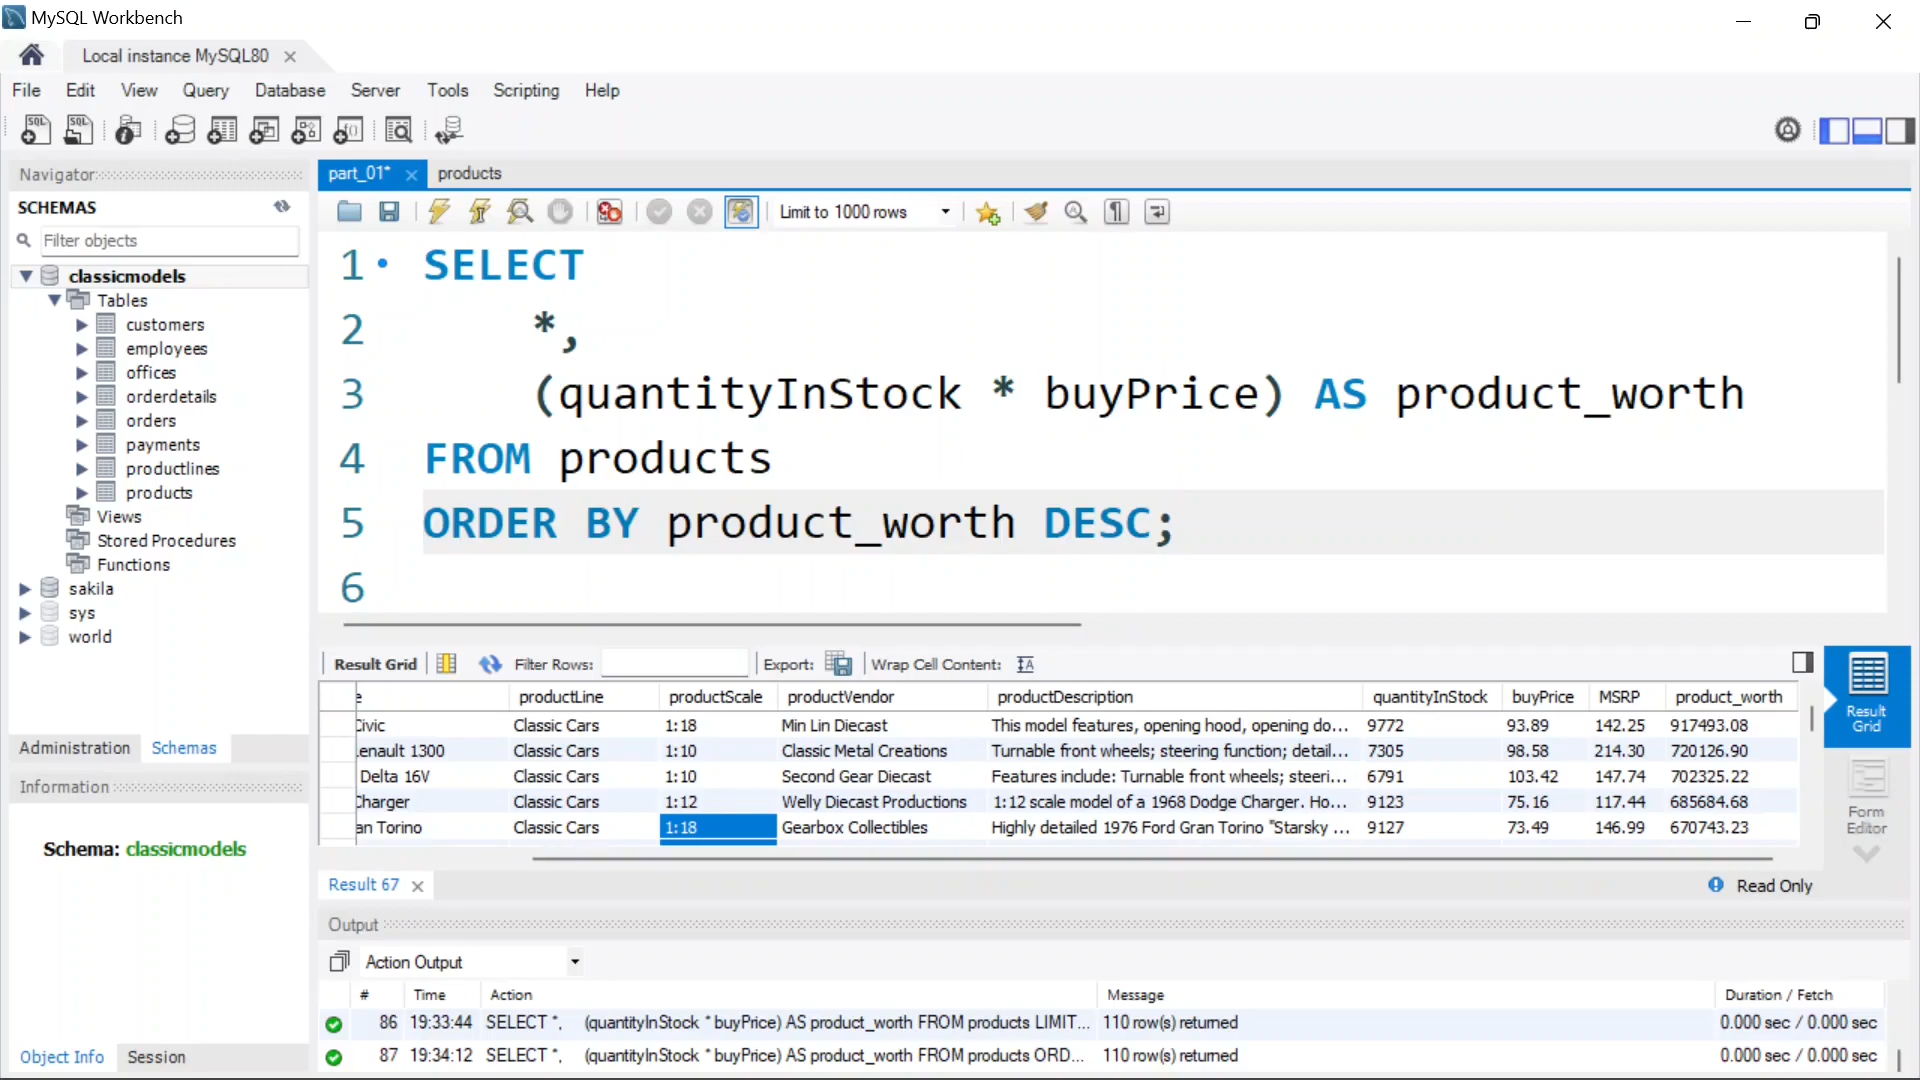 MySQL Workbench
Local instance MySQL80
File Edit View Query Database Server Tools Scripting Help
Navigator
SCHEMAS
Filter objects
classicmodels
Tables
customers
employees
offices
orderdetails
orders
payments
productlines
products
Views
Stored Procedures
Functions
sakila
sys
world
Administration Schemas
Information
Schema: classicmodels
Object Info Session
part_01* products
Limit to 1000 rows
1 SELECT
2 *,
3 (quantityInStock * buyPrice) AS product_worth
4 FROM products
5 ORDER BY product_worth DESC;
6
Result Grid Filter Rows: Export: Wrap Cell Content:
e productLine productScale productVendor productDescription quantityInStock buyPrice MSRP product_worth
Civic Classic Cars 1:18 Min Lin Diecast This model features, opening hood, opening do... 9772 93.89 142.25 917493.08
enault 1300 Classic Cars 1:10 Classic Metal Creations Turnable front wheels; steering function; detail... 7305 98.58 214.30 720126.90
Delta 16V Classic Cars 1:10 Second Gear Diecast Features include: Turnable front wheels; steeri... 6791 103.42 147.74 702325.22
Charger Classic Cars 1:12 Welly Diecast Productions 1:12 scale model of a 1968 Dodge Charger. Ho... 9123 75.16 117.44 685684.68
an Torino Classic Cars 1:18 Gearbox Collectibles Highly detailed 1976 Ford Gran Torino "Starsky ... 9127 73.49 146.99 670743.23
Result Grid
Form Editor
Result 67 Read Only
Output
Action Output
# Time Action Message Duration / Fetch
86 19:33:44 SELECT *, (quantityInStock * buyPrice) AS product_worth FROM products LIMIT... 110 row(s) returned 0.000 sec / 0.000 sec
87 19:34:12 SELECT *, (quantityInStock * buyPrice) AS product_worth FROM products ORD... 110 row(s) returned 0.000 sec / 0.000 sec